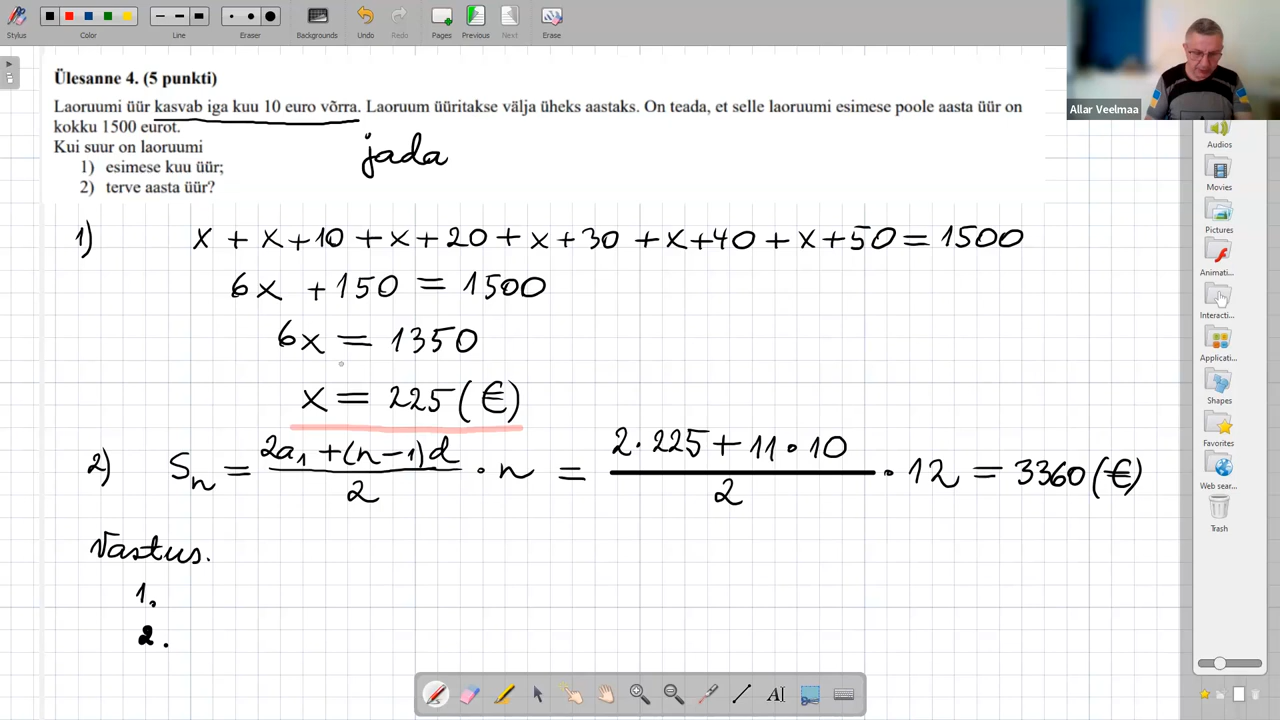 Stylus
Color
Line
Eraser
Backgrounds
Undo
Redo
Pages
Previous
Next
Erase
Allar Veelmaa
Ülesanne 4. (5 punkti)
Laoruumi üür kasvab iga kuu 10 euro võrra. Laoruum üüritakse välja üheks aastaks. On teada, et selle laoruumi esimese poole aasta üür on
kokku 1500 eurot.
Kui suur on laoruumi
1) esimese kuu üür;
2) terve aasta üür?
jada
1) x + x+10 + x+20 + x+30 + x+40 + x+50 = 1500
6x + 150 = 1500
6x = 1350
x = 225 (€)
2) Sn = (2a1 + (n-1)d)/2 · n = (2·225 + 11·10)/2 · 12 = 3360 (€)
Vastus.
1.
2.
Audios
Movies
Pictures
Animati...
Interacti...
Applicati...
Shapes
Favorites
Web sear...
Trash
AI